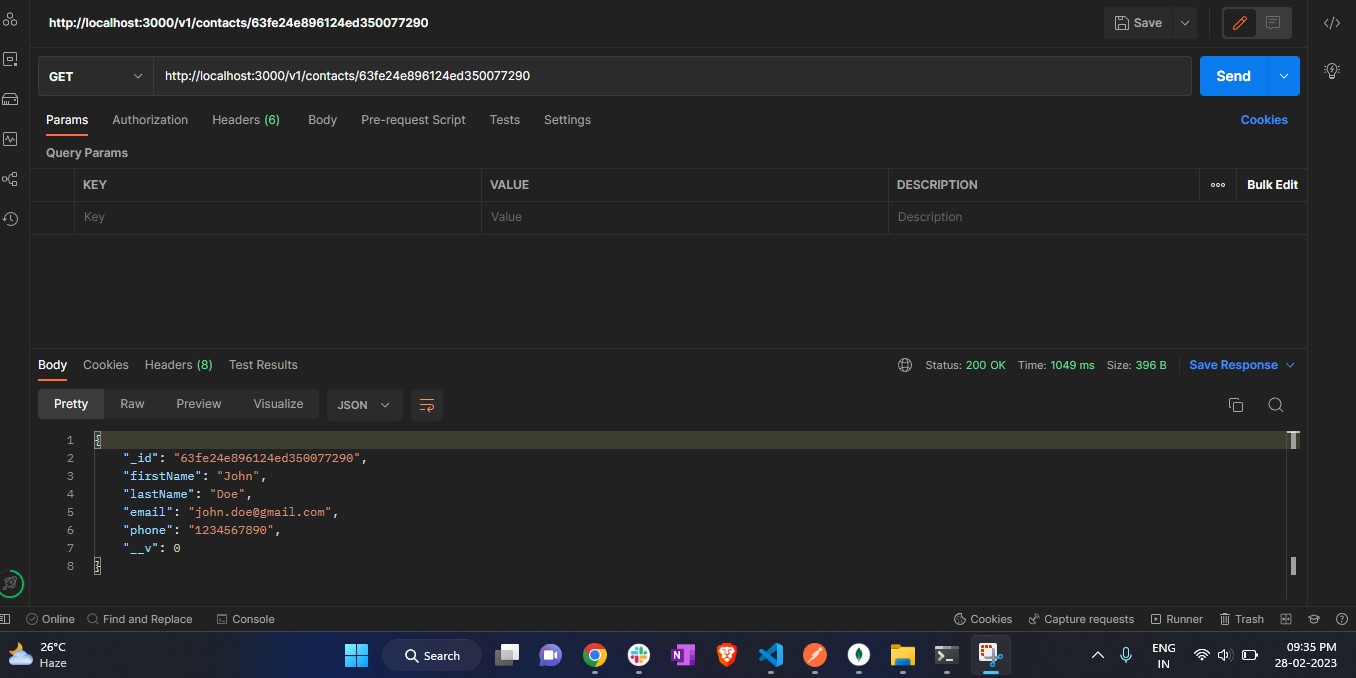 http://localhost:3000/v1/contacts/63fe24e896124ed350077290
Save
GET
http://localhost:3000/v1/contacts/63fe24e896124ed350077290
Send
Params Authorization Headers (6) Body Pre-request Script Tests Settings Cookies
Query Params
KEY VALUE DESCRIPTION Bulk Edit
Key Value Description
Body Cookies Headers (8) Test Results Status: 200 OK Time: 1049 ms Size: 396 B Save Response
Pretty Raw Preview Visualize JSON
1 {
2 "_id": "63fe24e896124ed350077290",
3 "firstName": "John",
4 "lastName": "Doe",
5 "email": "john.doe@gmail.com",
6 "phone": "1234567890",
7 "__v": 0
8 }
Online Find and Replace Console Cookies Capture requests Runner Trash
26°C
Haze
Search
N
ENG
IN
09:35 PM
28-02-2023